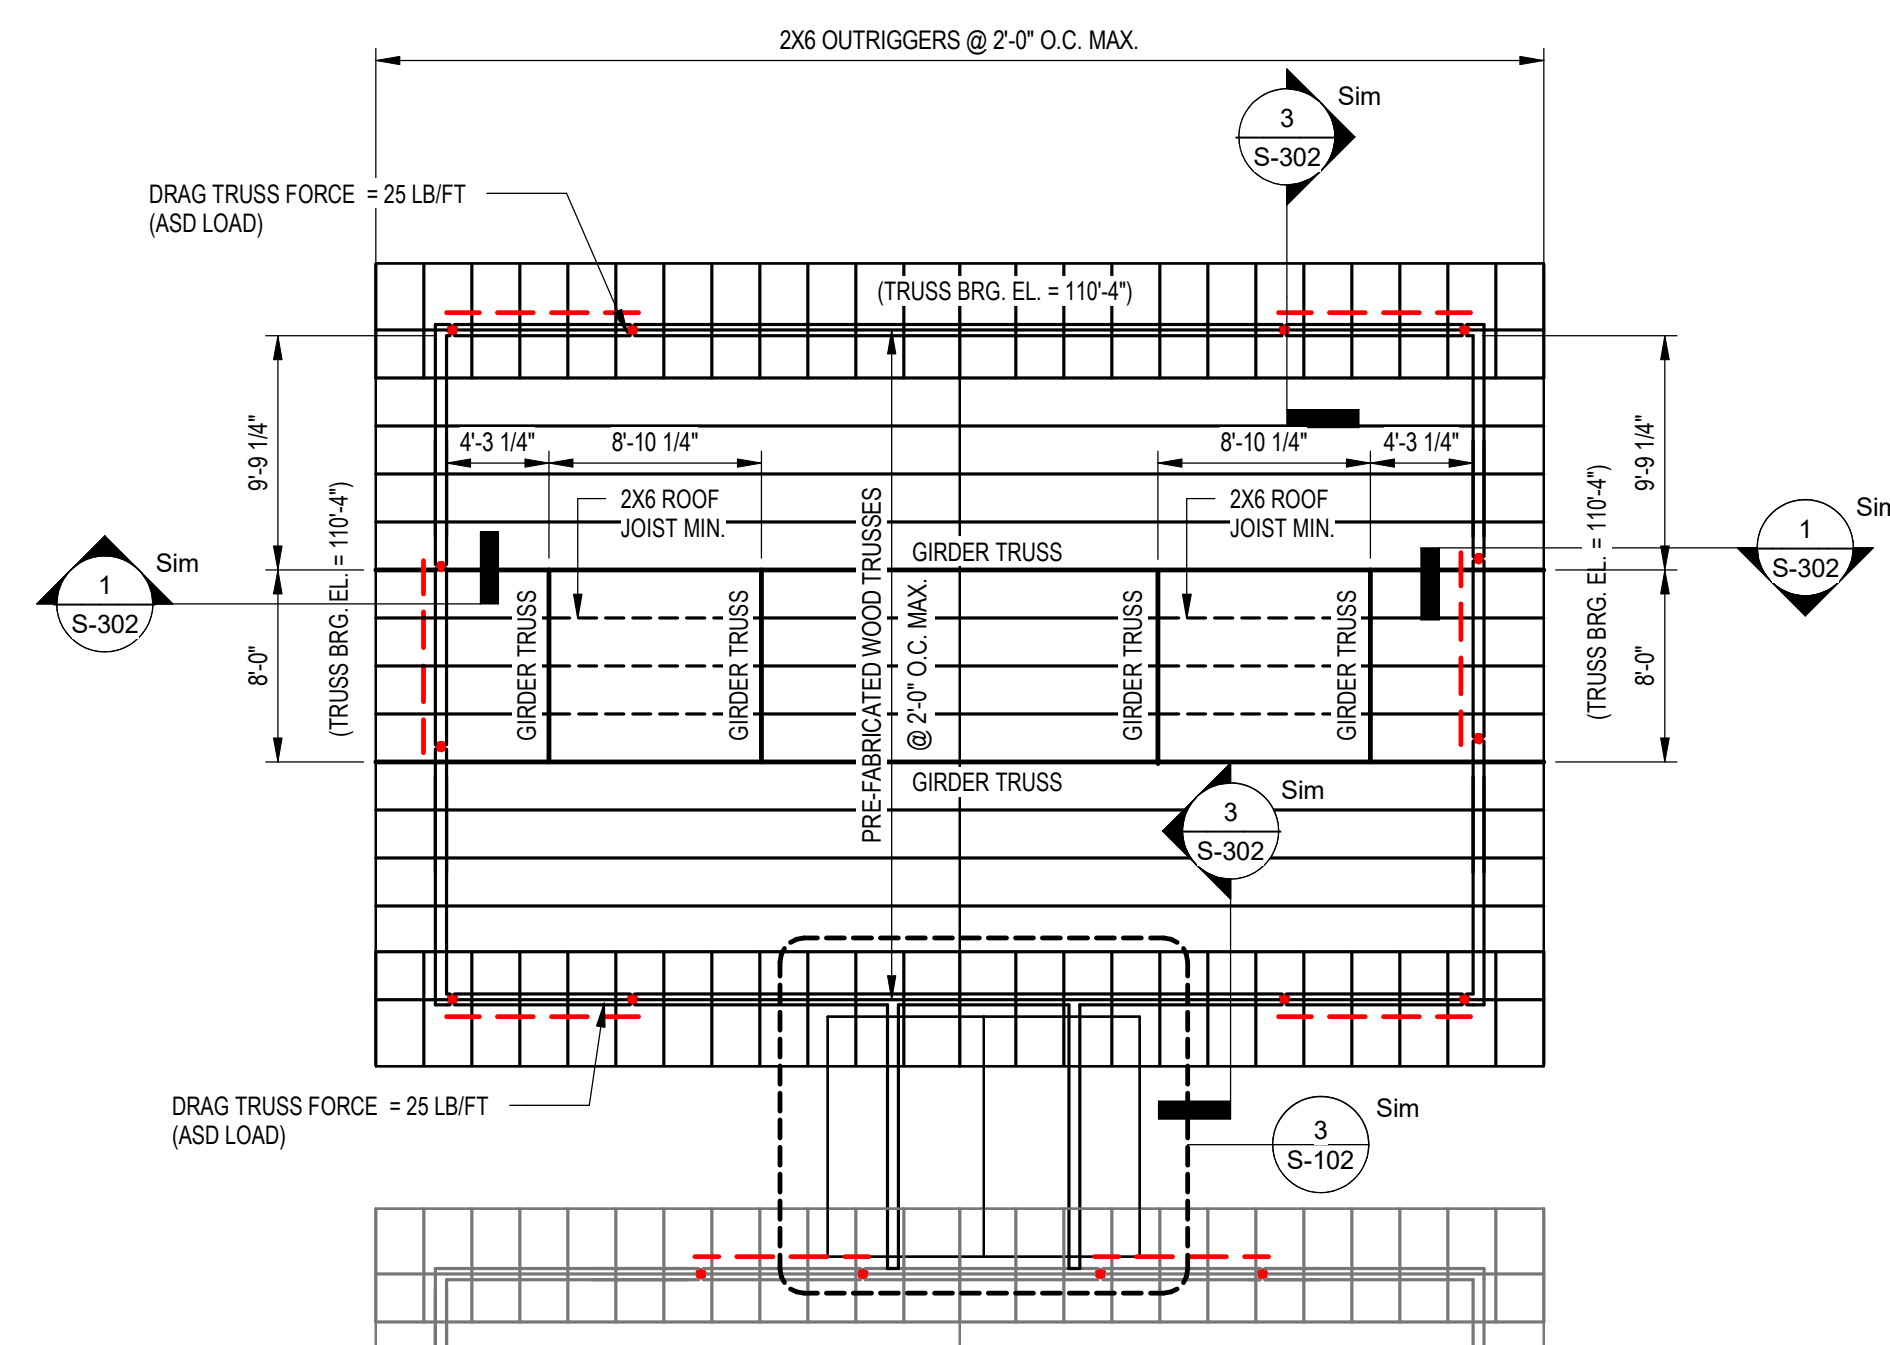 2X6 OUTRIGGERS @ 2'-0" O.C. MAX.
Sim
3
S-302
DRAG TRUSS FORCE = 25 LB/FT
(ASD LOAD)
(TRUSS BRG. EL. = 110'-4")
9'-9 1/4"
9'-9 1/4"
4'-3 1/4"
8'-10 1/4"
8'-10 1/4"
4'-3 1/4"
2X6 ROOF
JOIST MIN.
2X6 ROOF
JOIST MIN.
(TRUSS BRG. EL. = 110'-4")
PRE-FABRICATED WOOD TRUSSES
@ 2'-0" O.C. MAX.
(TRUSS BRG. EL. = 110'-4")
GIRDER TRUSS
Sim
1
S-302
Sim
1
S-302
8'-0"
GIRDER TRUSS
GIRDER TRUSS
GIRDER TRUSS
GIRDER TRUSS
8'-0"
GIRDER TRUSS
Sim
3
S-302
DRAG TRUSS FORCE = 25 LB/FT
(ASD LOAD)
Sim
3
S-102